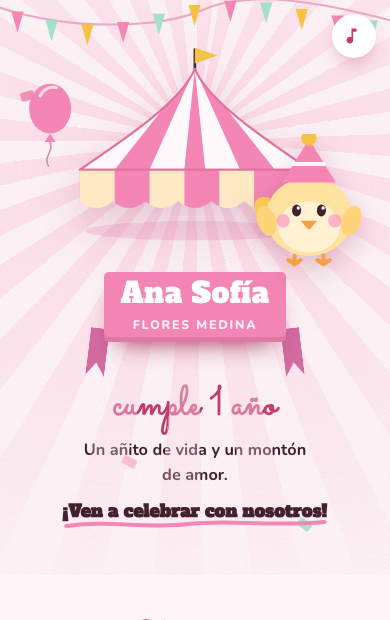 Ana Sofía
FLORES MEDINA
cumple 1 año
Un añito de vida y un montón
de amor.
¡Ven a celebrar con nosotros!